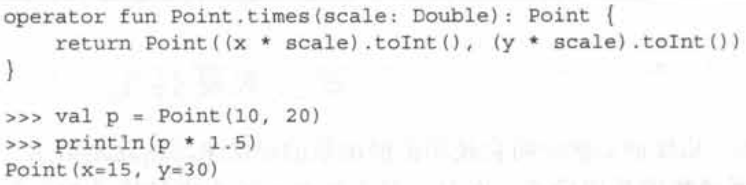 operator fun Point.times(scale: Double): Point {
    return Point((x * scale).toInt(), (y * scale).toInt())
}
>>> val p = Point(10, 20)
>>> println(p * 1.5)
Point(x=15, y=30)